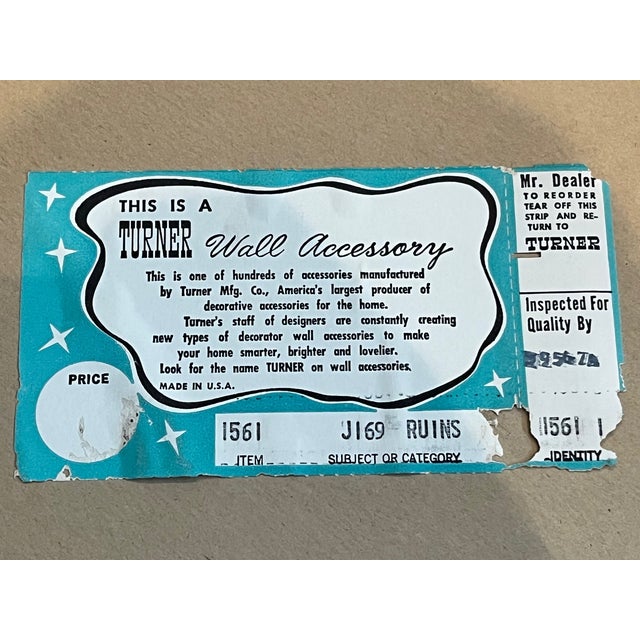 THIS IS A
TURNER Wall Accessory
This is one of hundreds of accessories manufactured
by Turner Mfg. Co., America's largest producer of
decorative accessories for the home.
Turner's staff of designers are constantly creating
new types of decorator wall accessories to make
your home smarter, brighter and lovelier.
Look for the name TURNER on wall accessories.
MADE IN U.S.A.
PRICE
1561 J169 RUINS
ITEM SUBJECT OR CATEGORY
Mr. Dealer
TO REORDER
TEAR OFF THIS
STRIP AND RE-
TURN TO
TURNER
Inspected For
Quality By
1561 1
IDENTITY